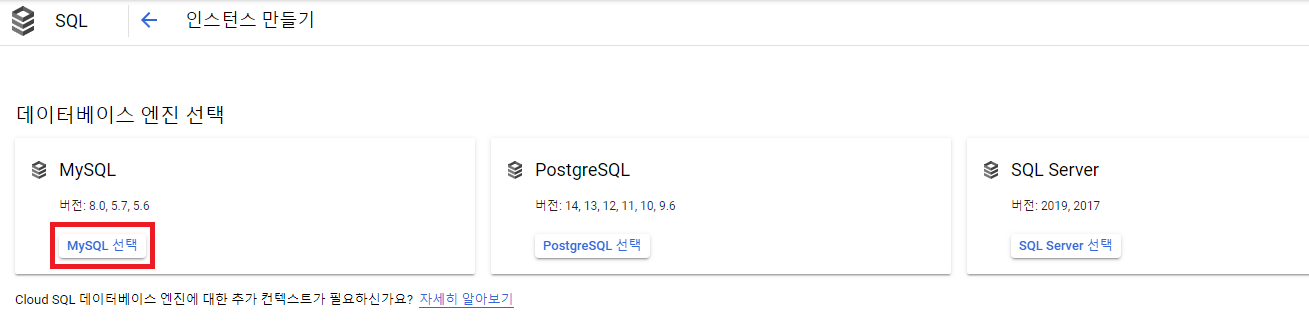 SQL 인스턴스 만들기
데이터베이스 엔진 선택
MySQL
버전: 8.0, 5.7, 5.6
MySQL 선택
PostgreSQL
버전: 14, 13, 12, 11, 10, 9.6
PostgreSQL 선택
SQL Server
버전: 2019, 2017
SQL Server 선택
Cloud SQL 데이터베이스 엔진에 대한 추가 컨텍스트가 필요하신가요? 자세히 알아보기